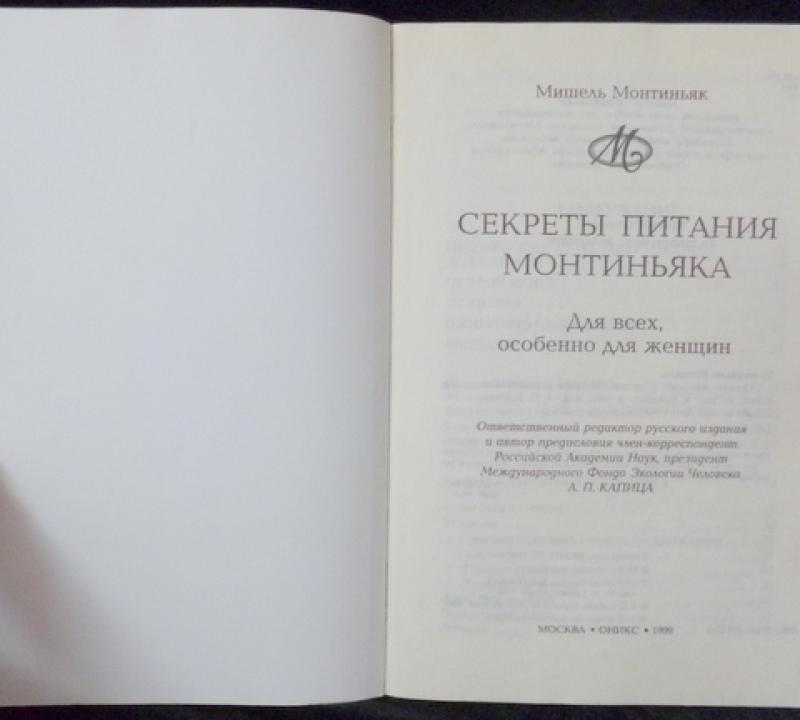 Мишель Монтиньяк
М
СЕКРЕТЫ ПИТАНИЯ
МОНТИНЬЯКА
Для всех,
особенно для женщин
Ответственный редактор русского издания
и автор предисловия член-корреспондент
Российской Академии Наук, президент
Международного Фонда Экологии Человека
А. П. КАПИЦА
МОСКВА • ОНИКС • 1999